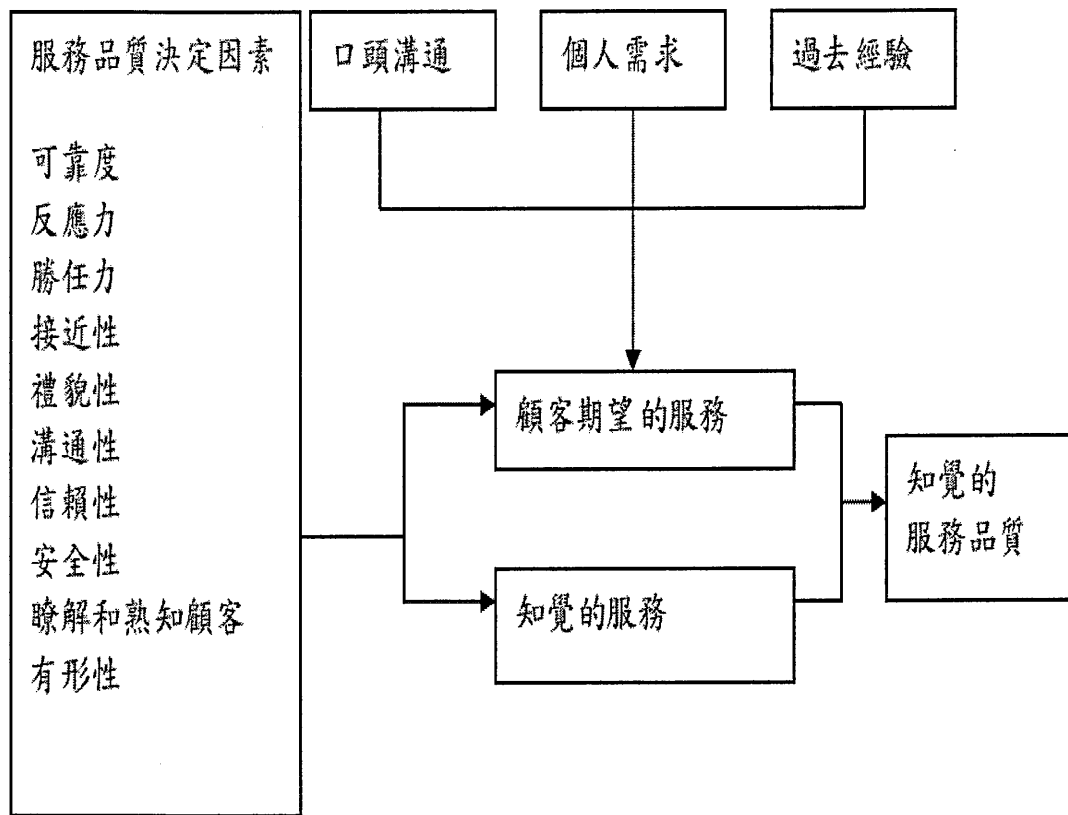 服務品質決定因素
可靠度
反應力
勝任力
接近性
禮貌性
溝通性
信賴性
安全性
瞭解和熟知顧客
有形性
口頭溝通
個人需求
過去經驗
顧客期望的服務
知覺的服務
知覺的
服務品質